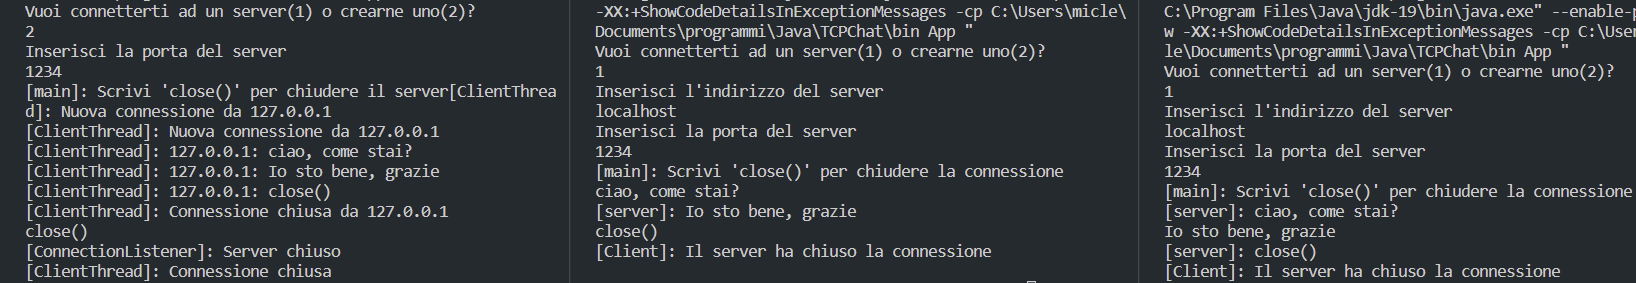 Vuoi connetterti ad un server(1) o crearne uno(2)?
2
Inserisci la porta del server
1234
[main]: Scrivi 'close()' per chiudere il server[ClientThrea
d]: Nuova connessione da 127.0.0.1
[ClientThread]: Nuova connessione da 127.0.0.1
[ClientThread]: 127.0.0.1: ciao, come stai?
[ClientThread]: 127.0.0.1: Io sto bene, grazie
[ClientThread]: 127.0.0.1: close()
[ClientThread]: Connessione chiusa da 127.0.0.1
close()
[ConnectionListener]: Server chiuso
[ClientThread]: Connessione chiusa
-XX:+ShowCodeDetailsInExceptionMessages -cp C:\Users\micle\
Documents\programmi\Java\TCPChat\bin App "
Vuoi connetterti ad un server(1) o crearne uno(2)?
1
Inserisci l'indirizzo del server
localhost
Inserisci la porta del server
1234
[main]: Scrivi 'close()' per chiudere la connessione
ciao, come stai?
[server]: Io sto bene, grazie
close()
[Client]: Il server ha chiuso la connessione
C:\Program Files\Java\jdk-19\bin\java.exe" --enable-p
w -XX:+ShowCodeDetailsInExceptionMessages -cp C:\User
le\Documents\programmi\Java\TCPChat\bin App "
Vuoi connetterti ad un server(1) o crearne uno(2)?
1
Inserisci l'indirizzo del server
localhost
Inserisci la porta del server
1234
[main]: Scrivi 'close()' per chiudere la connessione
[server]: ciao, come stai?
Io sto bene, grazie
[server]: close()
[Client]: Il server ha chiuso la connessione